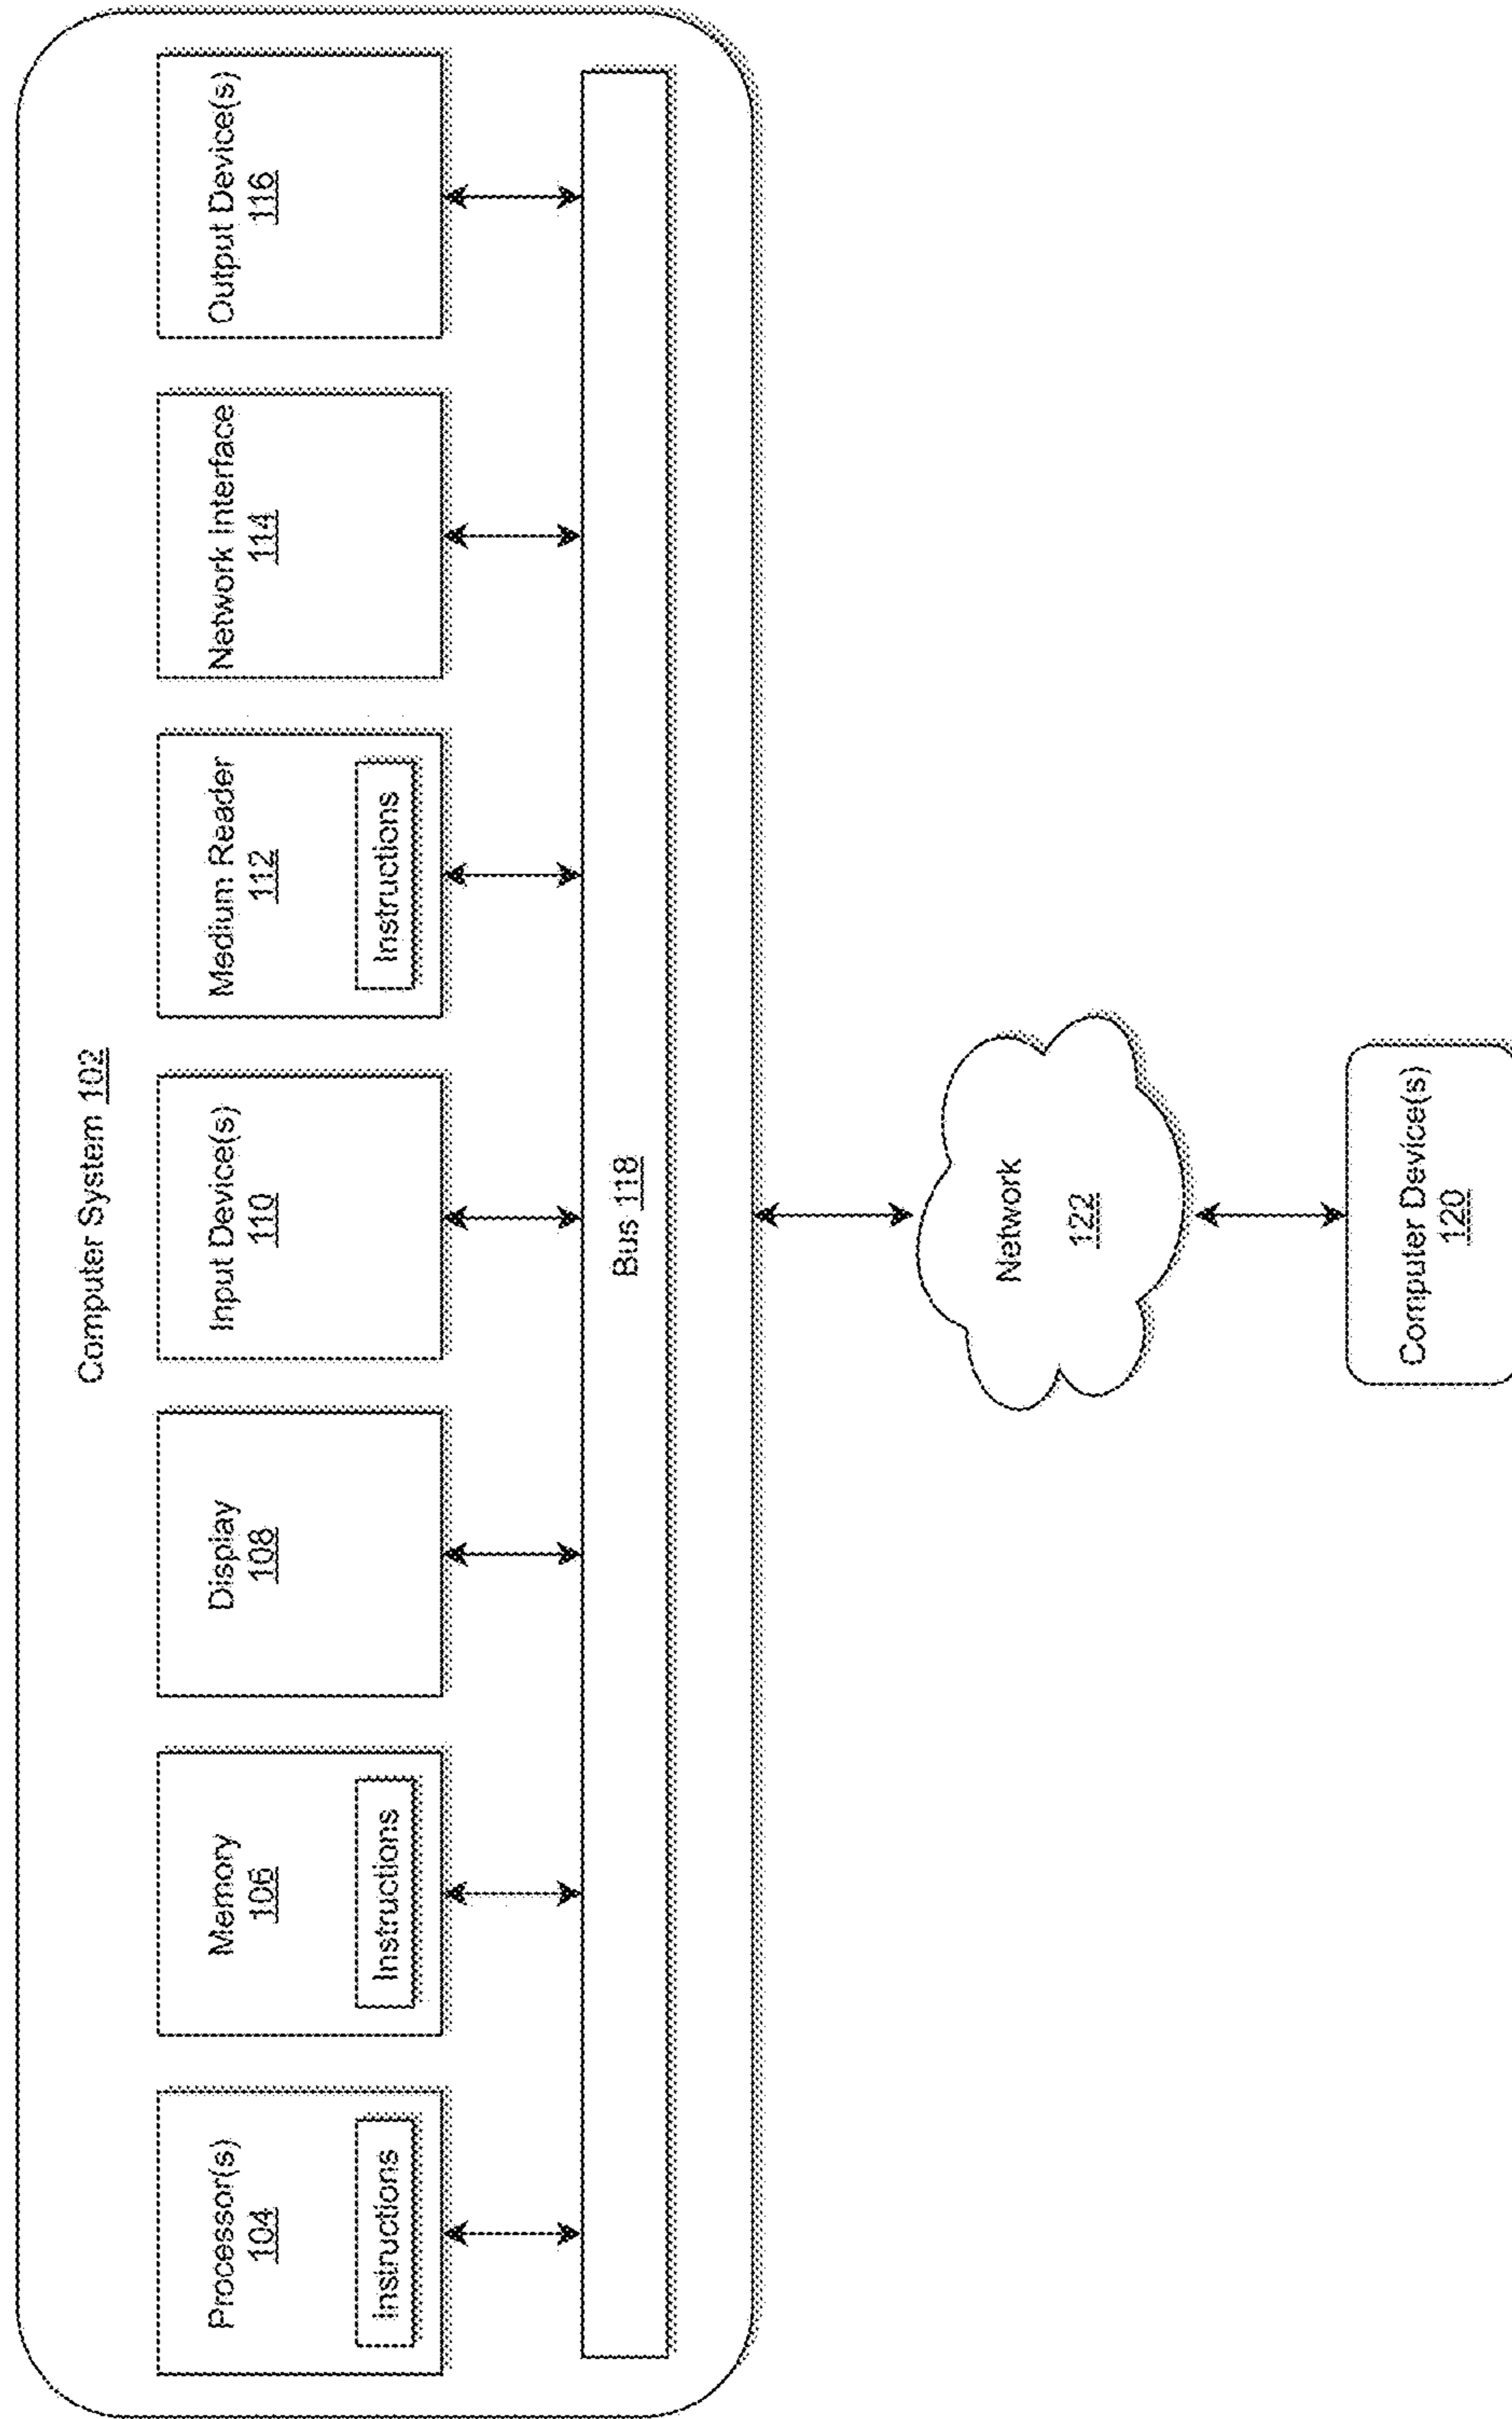 Computer System 102
Processor(s)
104
Instructions
Memory
106
Instructions
Display
108
Input Device(s)
110
Medium Reader
112
Instructions
Network Interface
114
Output Device(s)
116
Bus 118
Network
122
Computer Device(s)
120